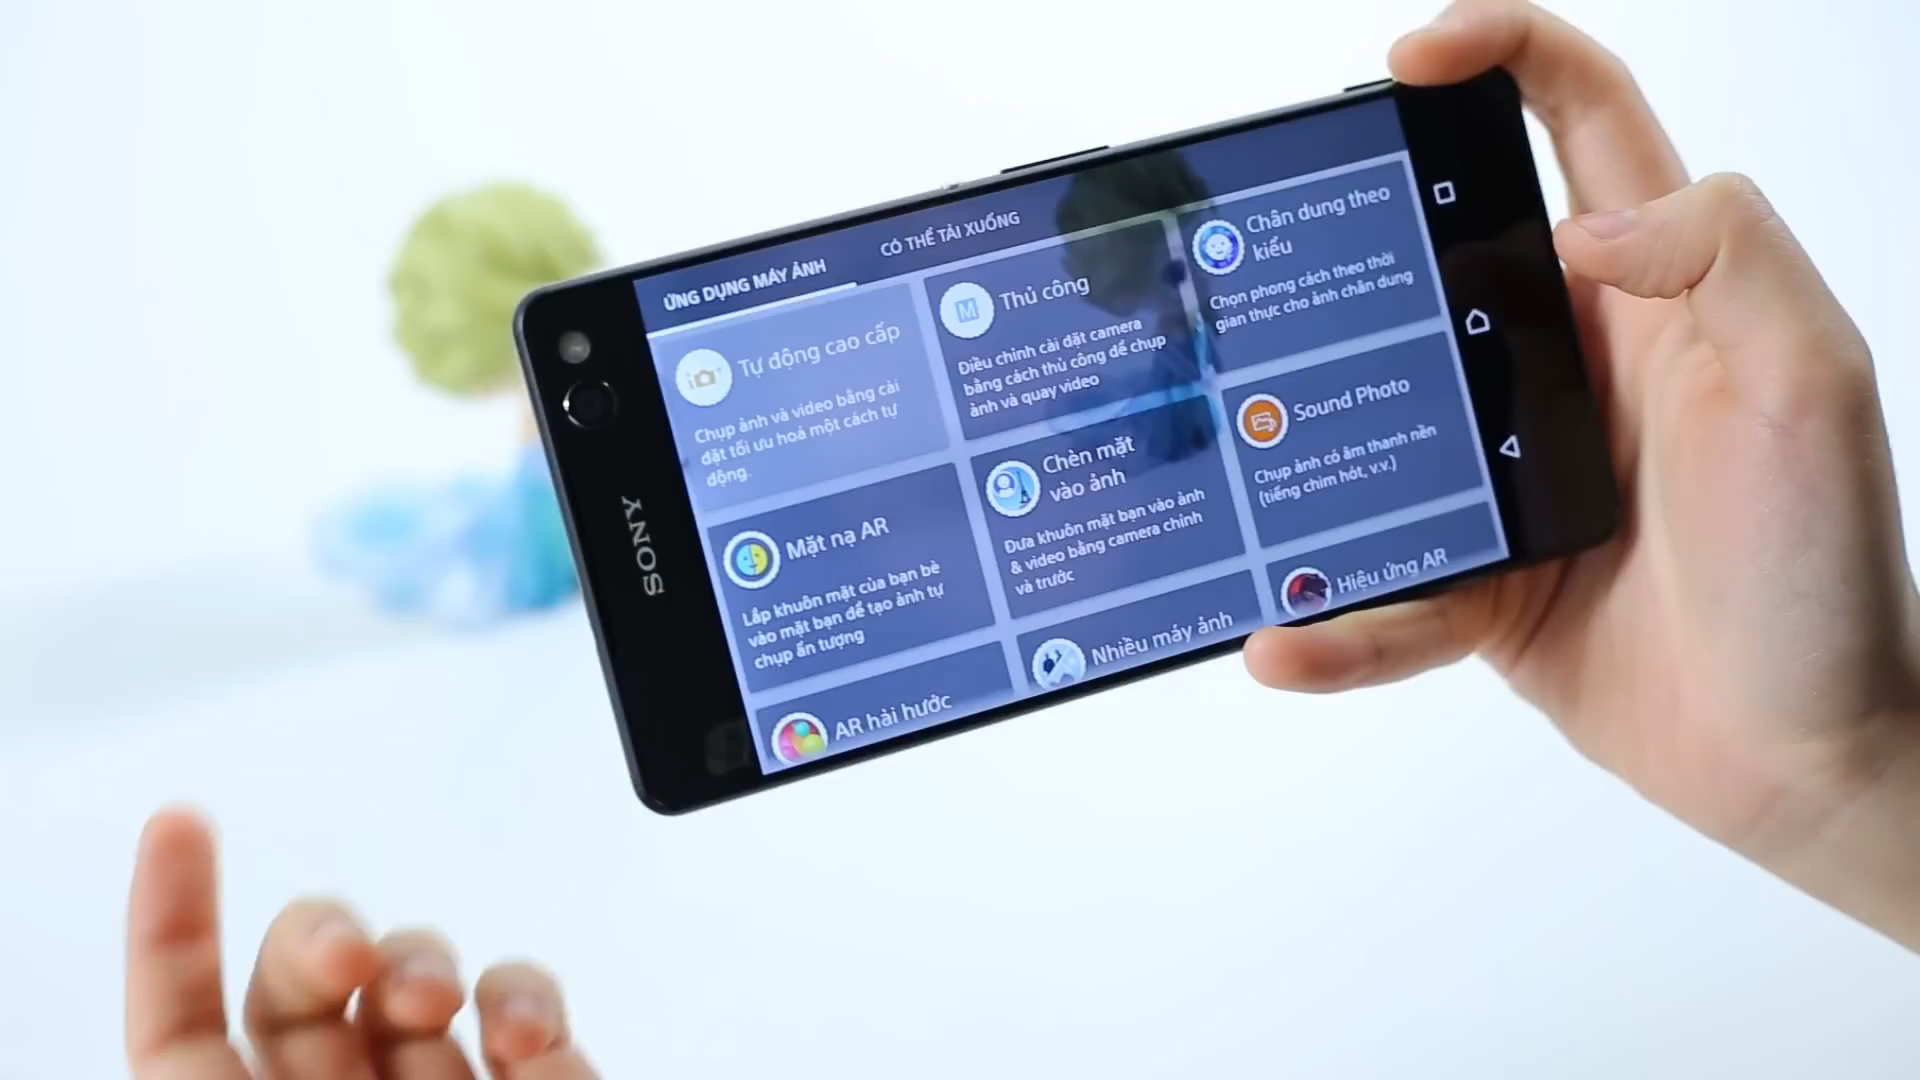 SONY
ỨNG DỤNG MÁY ẢNH
CÓ THỂ TẢI XUỐNG
Tự động cao cấp
Chụp ảnh và video bằng cài
đặt tối ưu hoá một cách tự
động.
M
Thủ công
Điều chỉnh cài đặt camera
bằng cách thủ công để chụp
ảnh và quay video
Chân dung theo
kiểu
Chọn phong cách theo thời
gian thực cho ảnh chân dung
Mặt nạ AR
Lắp khuôn mặt của bạn bè
vào mặt bạn để tạo ảnh tự
chụp ấn tượng
Chèn mặt
vào ảnh
Đưa khuôn mặt bạn vào ảnh
& video bằng camera chính
và trước
Sound Photo
Chụp ảnh có âm thanh nền
(tiếng chim hót, v.v.)
AR hài hước
Nhiều máy ảnh
Hiệu ứng AR